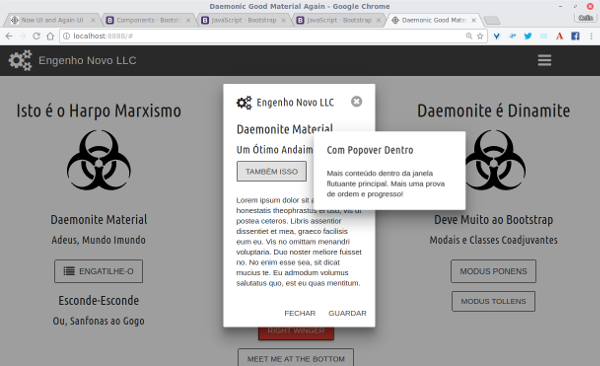 Daemonic Good Material Again - Google Chrome
Now UI and Again UI
Components · Bootst
JavaScript · Bootstrap
JavaScript · Bootstrap
Daemonic Good Mate
Colin
localhost:8888/#
Engenho Novo LLC
Isto é o Harpo Marxismo
Daemonite Material
Adeus, Mundo Imundo
ENGATILHE-O
Esconde-Esconde
Ou, Sanfonas ao Gogo
Engenho Novo LLC
Daemonite Material
Um Ótimo Andaim
TAMBÉM ISSO
Com Popover Dentro
Mais conteúdo dentro da janela
flutuante principal. Mais uma prova
de ordem e progresso!
Lorem ipsum dolor sit a
honestatis theophrastus ei usu, vis ut
postea ceteros. Libris assentior
dissentiet et mea, graeco facilisis
eum eu. Vis no omittam menandri
voluptaria. Duo noster meliore fuisset
no. No enim esse sea, sit dicat
mucius te. Eu admodum volumus
salutatus quo, est eu quas mentitum.
FECHAR GUARDAR
RIGHT WINGER
MEET ME AT THE BOTTOM
Daemonite é Dinamite
Deve Muito ao Bootstrap
Modais e Classes Coadjuvantes
MODUS PONENS
MODUS TOLLENS